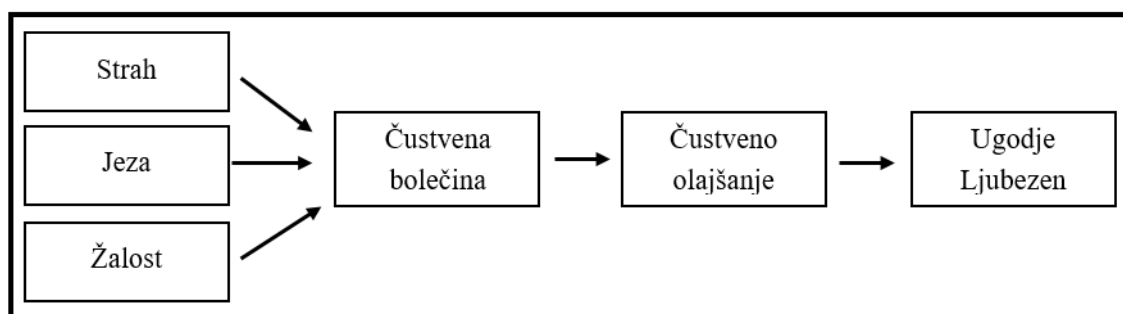 Strah
Jeza
Žalost
Čustvena
bolečina
Čustveno
olajšanje
Ugodje
Ljubezen